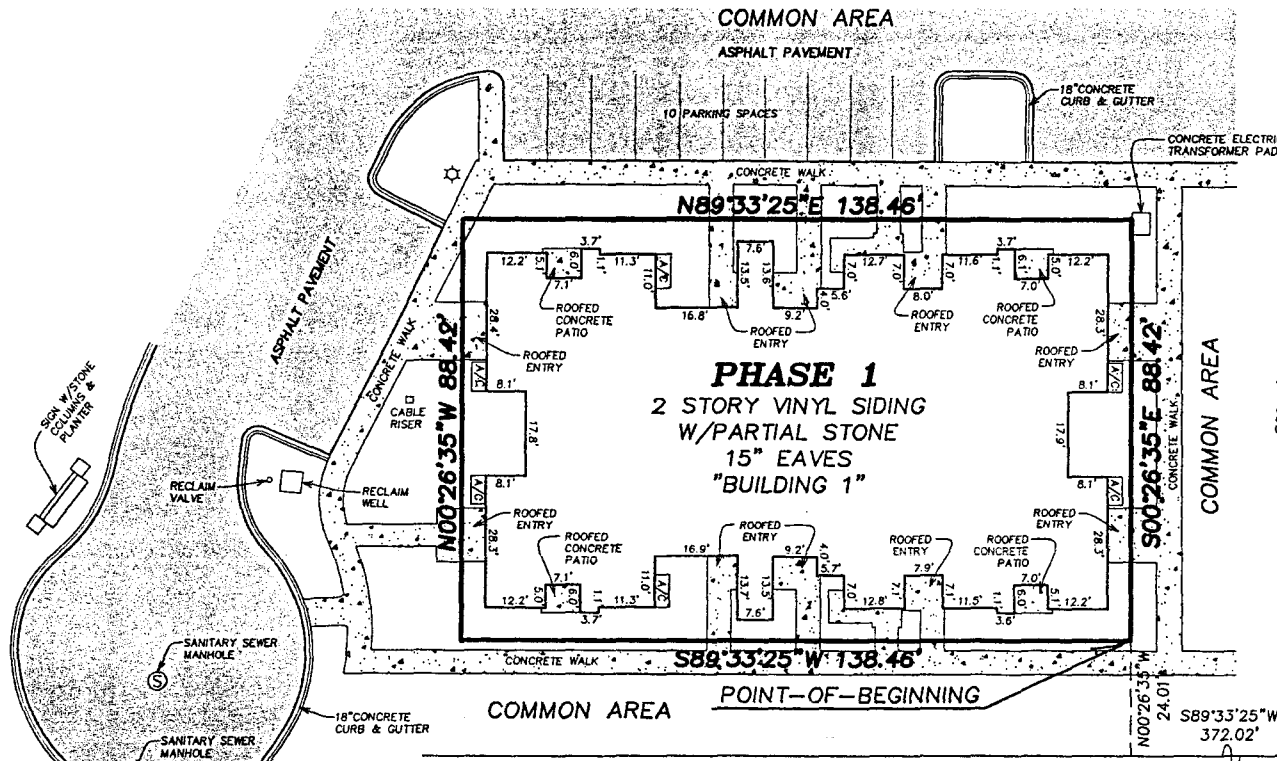 COMMON AREA
ASPHALT PAVEMENT
18"CONCRETE
CURB & GUTTER
10 PARKING SPACES
CONCRETE ELECTRI
TRANSFORMER PAD
CONCRETE WALK
N89°33'25"E 138.46'
12.2'
5.1
6.0'
7.1'
3.7'
1.1'
11.3'
11.0'
A/C
16.8'
13.5'
7.6'
13.6
9.2'
4.0'
5.6'
7.0'
12.7'
7.0'
8.0'
7.0'
11.6'
3.7'
1.1'
6.1'
7.0'
5.0'
12.2'
ROOFED
CONCRETE
PATIO
ROOFED
ENTRY
ROOFED
ENTRY
ROOFED
CONCRETE
PATIO
ASPHALT PAVEMENT
CONCRETE WALK
N00°26'35"W 88.42'
28.4'
ROOFED
ENTRY
A/C
8.1'
17.8'
8.1'
A/C
ROOFED
ENTRY
28.3'
PHASE 1
2 STORY VINYL SIDING
W/PARTIAL STONE
15" EAVES
"BUILDING 1"
28.3'
ROOFED
ENTRY
A/C
8.1'
17.9'
8.1'
A/C
ROOFED
ENTRY
28.3'
S00°26'35"E 88.42'
CONCRETE WALK
COMMON AREA
CABLE
RISER
SIGN W/STONE
COLUMNS &
PLANTER
RECLAIM
VALVE
RECLAIM
WELL
ROOFED
CONCRETE
PATIO
ROOFED
ENTRY
ROOFED
ENTRY
ROOFED
CONCRETE
PATIO
12.2'
5.0'
7.1'
6.0'
3.7'
1.1'
11.3'
11.0'
A/C
16.9'
13.7'
7.6'
13.5'
9.2'
4.0'
5.7'
7.0'
12.8'
7.1'
7.9'
7.1'
11.5'
3.6'
1.1'
6.0'
7.0'
5.1'
12.2'
CONCRETE WALK
S89°33'25"W 138.46'
SANITARY SEWER
MANHOLE
S
COMMON AREA
POINT-OF-BEGINNING
N00°26'35"W
24.01'
S89°33'25"W
372.02'
18"CONCRETE
CURB & GUTTER
SANITARY SEWER
MANHOLE